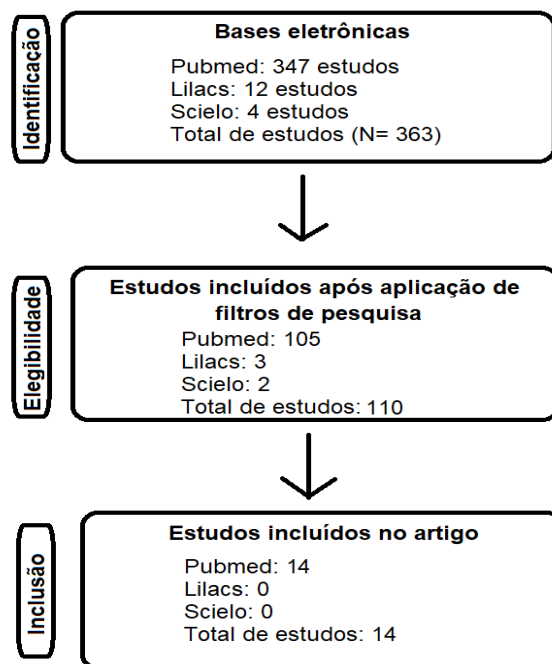 Identificação
Bases eletrônicas
Pubmed: 347 estudos
Lilacs: 12 estudos
Scielo: 4 estudos
Total de estudos (N= 363)
Elegibilidade
Estudos incluídos após aplicação de
filtros de pesquisa
Pubmed: 105
Lilacs: 3
Scielo: 2
Total de estudos: 110
Inclusão
Estudos incluídos no artigo
Pubmed: 14
Lilacs: 0
Scielo: 0
Total de estudos: 14